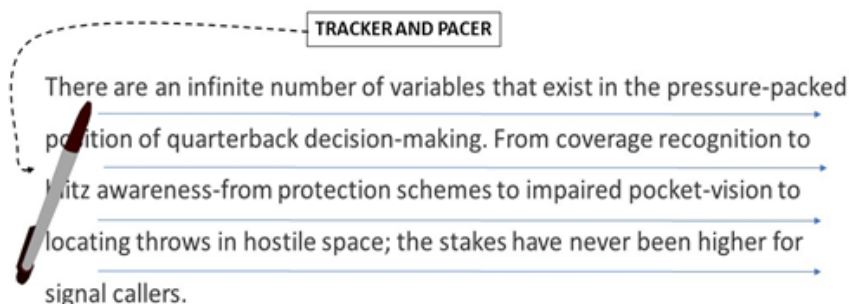 TRACKER AND PACER
There are an infinite number of variables that exist in the pressure-packed
position of quarterback decision-making. From coverage recognition to
blitz awareness-from protection schemes to impaired pocket-vision to
locating throws in hostile space; the stakes have never been higher for
signal callers.